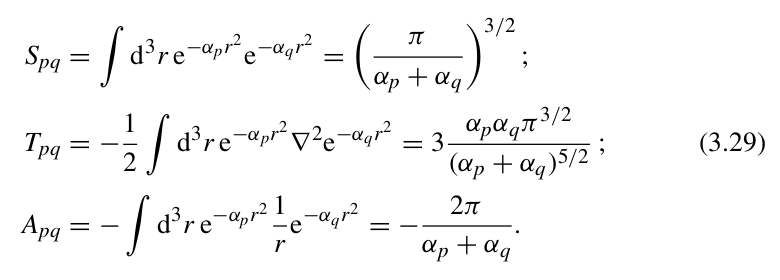 S_{pq} = \int d^3r e^{-\alpha_p r^2} e^{-\alpha_q r^2} = \left( \frac{\pi}{\alpha_p + \alpha_q} \right)^{3/2} ;
T_{pq} = -\frac{1}{2} \int d^3r e^{-\alpha_p r^2} \nabla^2 e^{-\alpha_q r^2} = 3 \frac{\alpha_p \alpha_q \pi^{3/2}}{(\alpha_p + \alpha_q)^{5/2}} ; (3.29)
A_{pq} = -\int d^3r e^{-\alpha_p r^2} \frac{1}{r} e^{-\alpha_q r^2} = -\frac{2\pi}{\alpha_p + \alpha_q} .